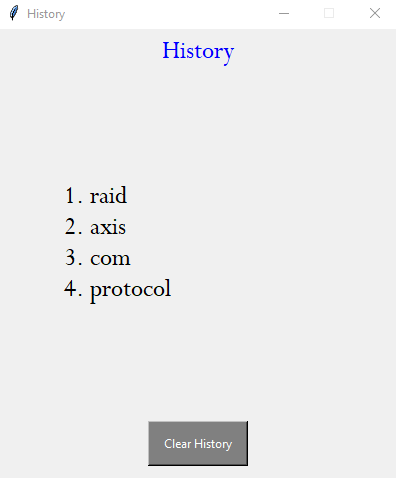 History
History
1. raid
2. axis
3. com
4. protocol
Clear History